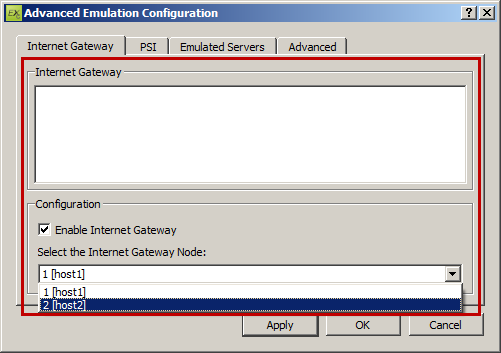 EX Advanced Emulation Configuration ? X
Internet Gateway PSI Emulated Servers Advanced
Internet Gateway
Configuration
Enable Internet Gateway
Select the Internet Gateway Node:
1 [host1]
1 [host1]
2 [host2]
Apply OK Cancel